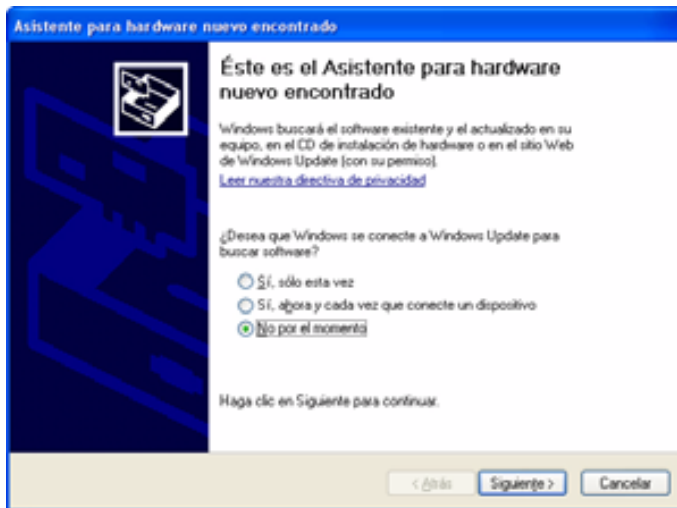 Asistente para hardware nuevo encontrado
Éste es el Asistente para hardware
nuevo encontrado
Windows buscará el software existente y el actualizado en su
equipo, en el CD de instalación de hardware o en el sitio Web
de Windows Update (con su permiso).
Leer nuestra directiva de privacidad
¿Desea que Windows se conecte a Windows Update para
buscar software?
Sí, sólo esta vez
Sí, ahora y cada vez que conecte un dispositivo
No por el momento
Haga clic en Siguiente para continuar.
< Atrás
Siguiente >
Cancelar